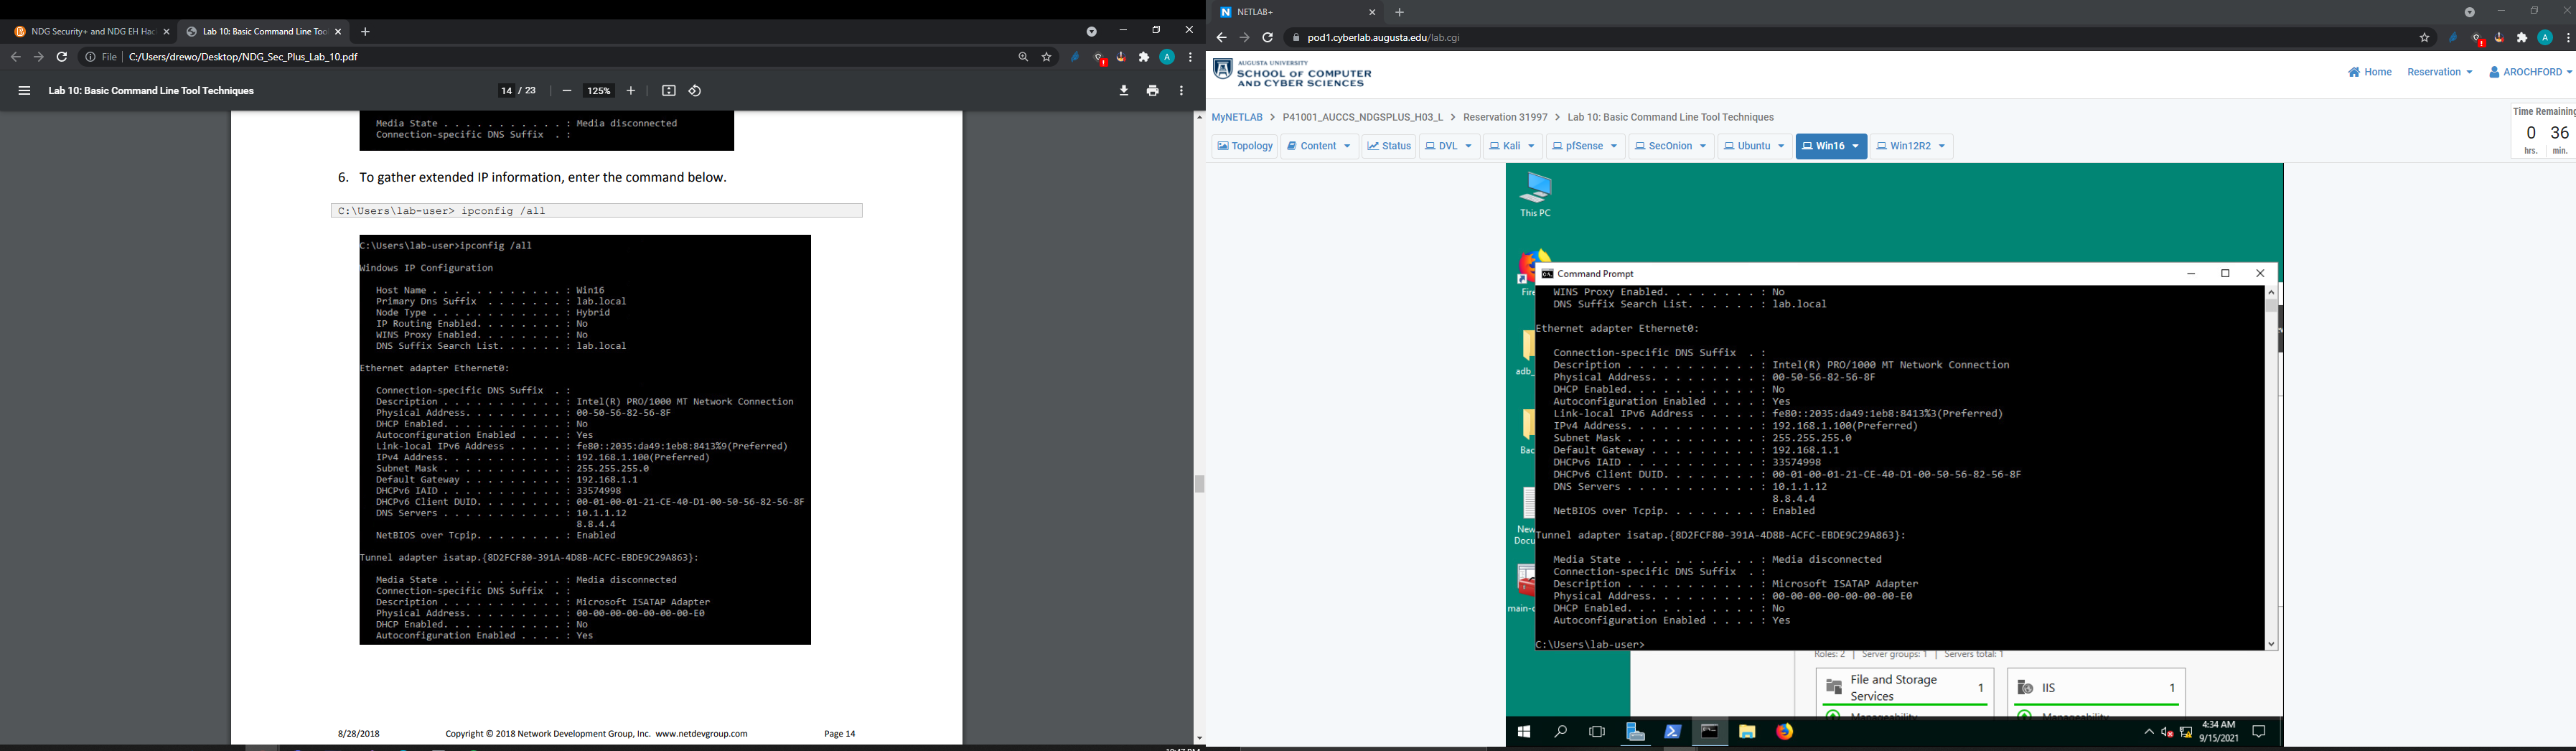 NDG Security+ and NDG EH Hac
Lab 10: Basic Command Line Too
File
C:/Users/drewo/Desktop/NDG_Sec_Plus_Lab_10.pdf
Lab 10: Basic Command Line Tool Techniques
14 / 23
125%
Media State . . . . . . . . . . . : Media disconnected
Connection-specific DNS Suffix  . :
6. To gather extended IP information, enter the command below.
C:\Users\lab-user> ipconfig /all
C:\Users\lab-user>ipconfig /all
Windows IP Configuration
Host Name . . . . . . . . . . . . : Win16
Primary Dns Suffix  . . . . . . . : lab.local
Node Type . . . . . . . . . . . . : Hybrid
IP Routing Enabled. . . . . . . . : No
WINS Proxy Enabled. . . . . . . . : No
DNS Suffix Search List. . . . . . : lab.local
Ethernet adapter Ethernet0:
Connection-specific DNS Suffix  . :
Description . . . . . . . . . . . : Intel(R) PRO/1000 MT Network Connection
Physical Address. . . . . . . . . : 00-50-56-82-56-8F
DHCP Enabled. . . . . . . . . . . : No
Autoconfiguration Enabled . . . . : Yes
Link-local IPv6 Address . . . . . : fe80::2035:da49:1eb8:8413%9(Preferred)
IPv4 Address. . . . . . . . . . . : 192.168.1.100(Preferred)
Subnet Mask . . . . . . . . . . . : 255.255.255.0
Default Gateway . . . . . . . . . : 192.168.1.1
DHCPv6 IAID . . . . . . . . . . . : 33574998
DHCPv6 Client DUID. . . . . . . . : 00-01-00-01-21-CE-40-D1-00-50-56-82-56-8F
DNS Servers . . . . . . . . . . . : 10.1.1.12
8.8.4.4
NetBIOS over Tcpip. . . . . . . . : Enabled
Tunnel adapter isatap.{8D2FCF80-391A-4D8B-ACFC-EBDE9C29A863}:
Media State . . . . . . . . . . . : Media disconnected
Connection-specific DNS Suffix  . :
Description . . . . . . . . . . . : Microsoft ISATAP Adapter
Physical Address. . . . . . . . . : 00-00-00-00-00-00-00-E0
DHCP Enabled. . . . . . . . . . . : No
Autoconfiguration Enabled . . . . : Yes
8/28/2018 Copyright © 2018 Network Development Group, Inc. www.netdevgroup.com Page 14
NETLAB+
pod1.cyberlab.augusta.edu/lab.cgi
AUGUSTA UNIVERSITY
SCHOOL OF COMPUTER
AND CYBER SCIENCES
Home Reservation AROCHFORD
MyNETLAB > P41001_AUCCS_NDGSPLUS_H03_L > Reservation 31997 > Lab 10: Basic Command Line Tool Techniques
Time Remaining
0 36
hrs. min.
Topology Content Status DVL Kali pfSense SecOnion Ubuntu Win16 Win12R2
This PC
Fire
adb_
Bac
New
Docu
main-c
Command Prompt
WINS Proxy Enabled. . . . . . . . : No
DNS Suffix Search List. . . . . . : lab.local
Ethernet adapter Ethernet0:
Connection-specific DNS Suffix  . :
Description . . . . . . . . . . . : Intel(R) PRO/1000 MT Network Connection
Physical Address. . . . . . . . . : 00-50-56-82-56-8F
DHCP Enabled. . . . . . . . . . . : No
Autoconfiguration Enabled . . . . : Yes
Link-local IPv6 Address . . . . . : fe80::2035:da49:1eb8:8413%3(Preferred)
IPv4 Address. . . . . . . . . . . : 192.168.1.100(Preferred)
Subnet Mask . . . . . . . . . . . : 255.255.255.0
Default Gateway . . . . . . . . . : 192.168.1.1
DHCPv6 IAID . . . . . . . . . . . : 33574998
DHCPv6 Client DUID. . . . . . . . : 00-01-00-01-21-CE-40-D1-00-50-56-82-56-8F
DNS Servers . . . . . . . . . . . : 10.1.1.12
8.8.4.4
NetBIOS over Tcpip. . . . . . . . : Enabled
Tunnel adapter isatap.{8D2FCF80-391A-4D8B-ACFC-EBDE9C29A863}:
Media State . . . . . . . . . . . : Media disconnected
Connection-specific DNS Suffix  . :
Description . . . . . . . . . . . : Microsoft ISATAP Adapter
Physical Address. . . . . . . . . : 00-00-00-00-00-00-00-E0
DHCP Enabled. . . . . . . . . . . : No
Autoconfiguration Enabled . . . . : Yes
C:\Users\lab-user>
Roles: 2 | Server groups: 1 | Servers total: 1
File and Storage
Services
1
IIS 1
Manageability Manageability
4:34 AM
9/15/2021